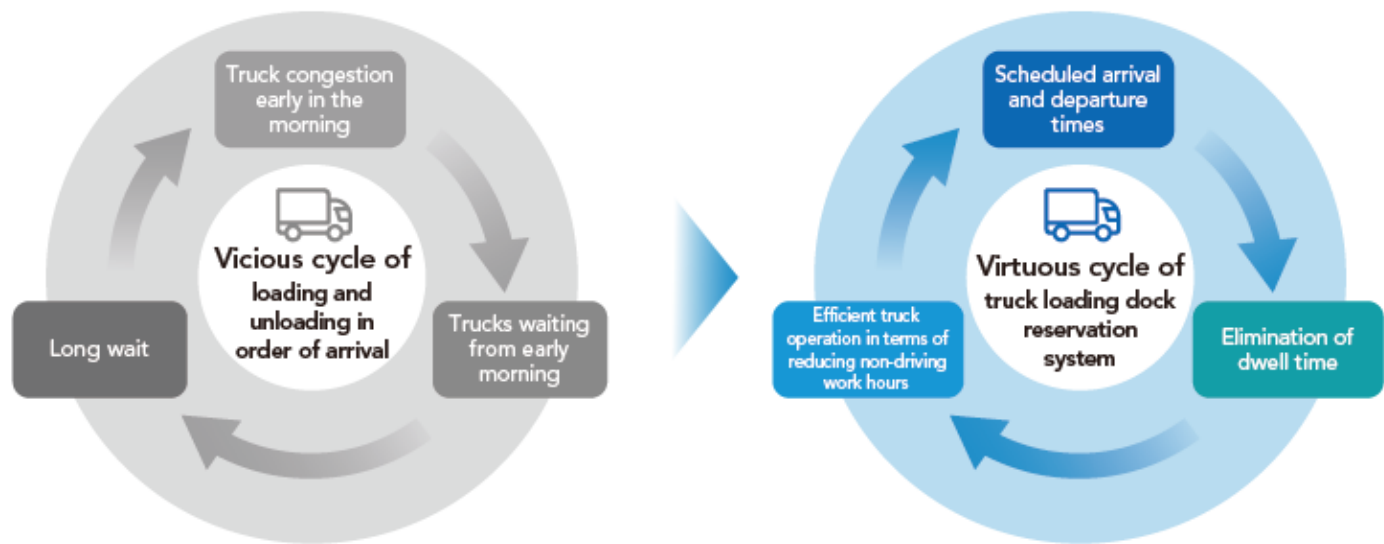 Truck congestion
early in the
morning
Vicious cycle of
loading and
unloading in
order of arrival
Trucks waiting
from early
morning
Long wait
Scheduled arrival
and departure
times
Virtuous cycle of
truck loading dock
reservation
system
Elimination of
dwell time
Efficient truck
operation in terms of
reducing non-driving
work hours